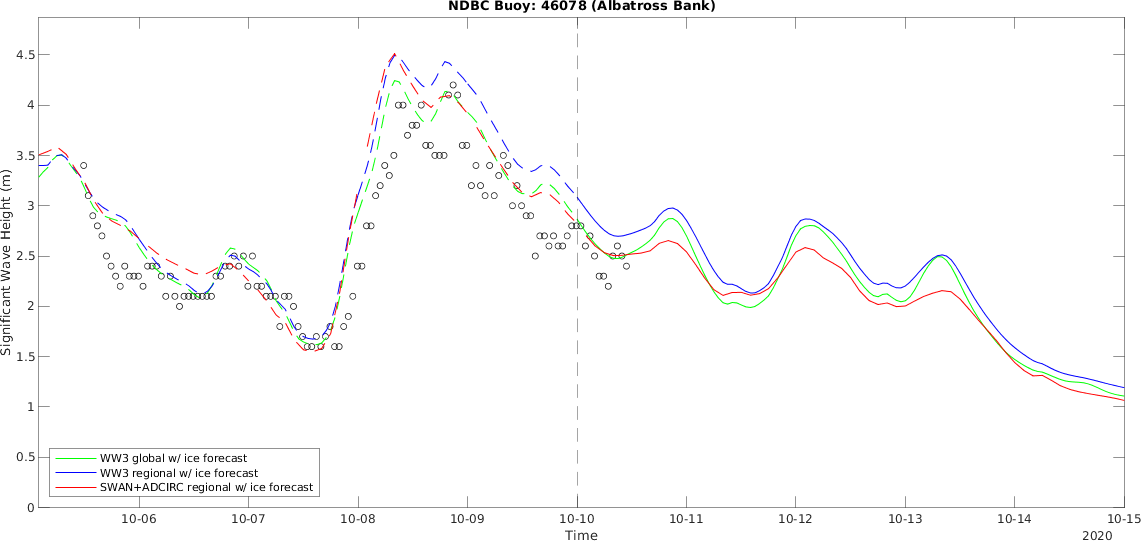 NDBC Buoy: 46078 (Albatross Bank)
Significant Wave Height (m)
4.5
4
3.5
3
2.5
2
1.5
1
0.5
0
WW3 global w/ ice forecast
WW3 regional w/ ice forecast
SWAN+ADCIRC regional w/ ice forecast
10-06 10-07 10-08 10-09 10-10 10-11 10-12 10-13 10-14 10-15
Time
2020